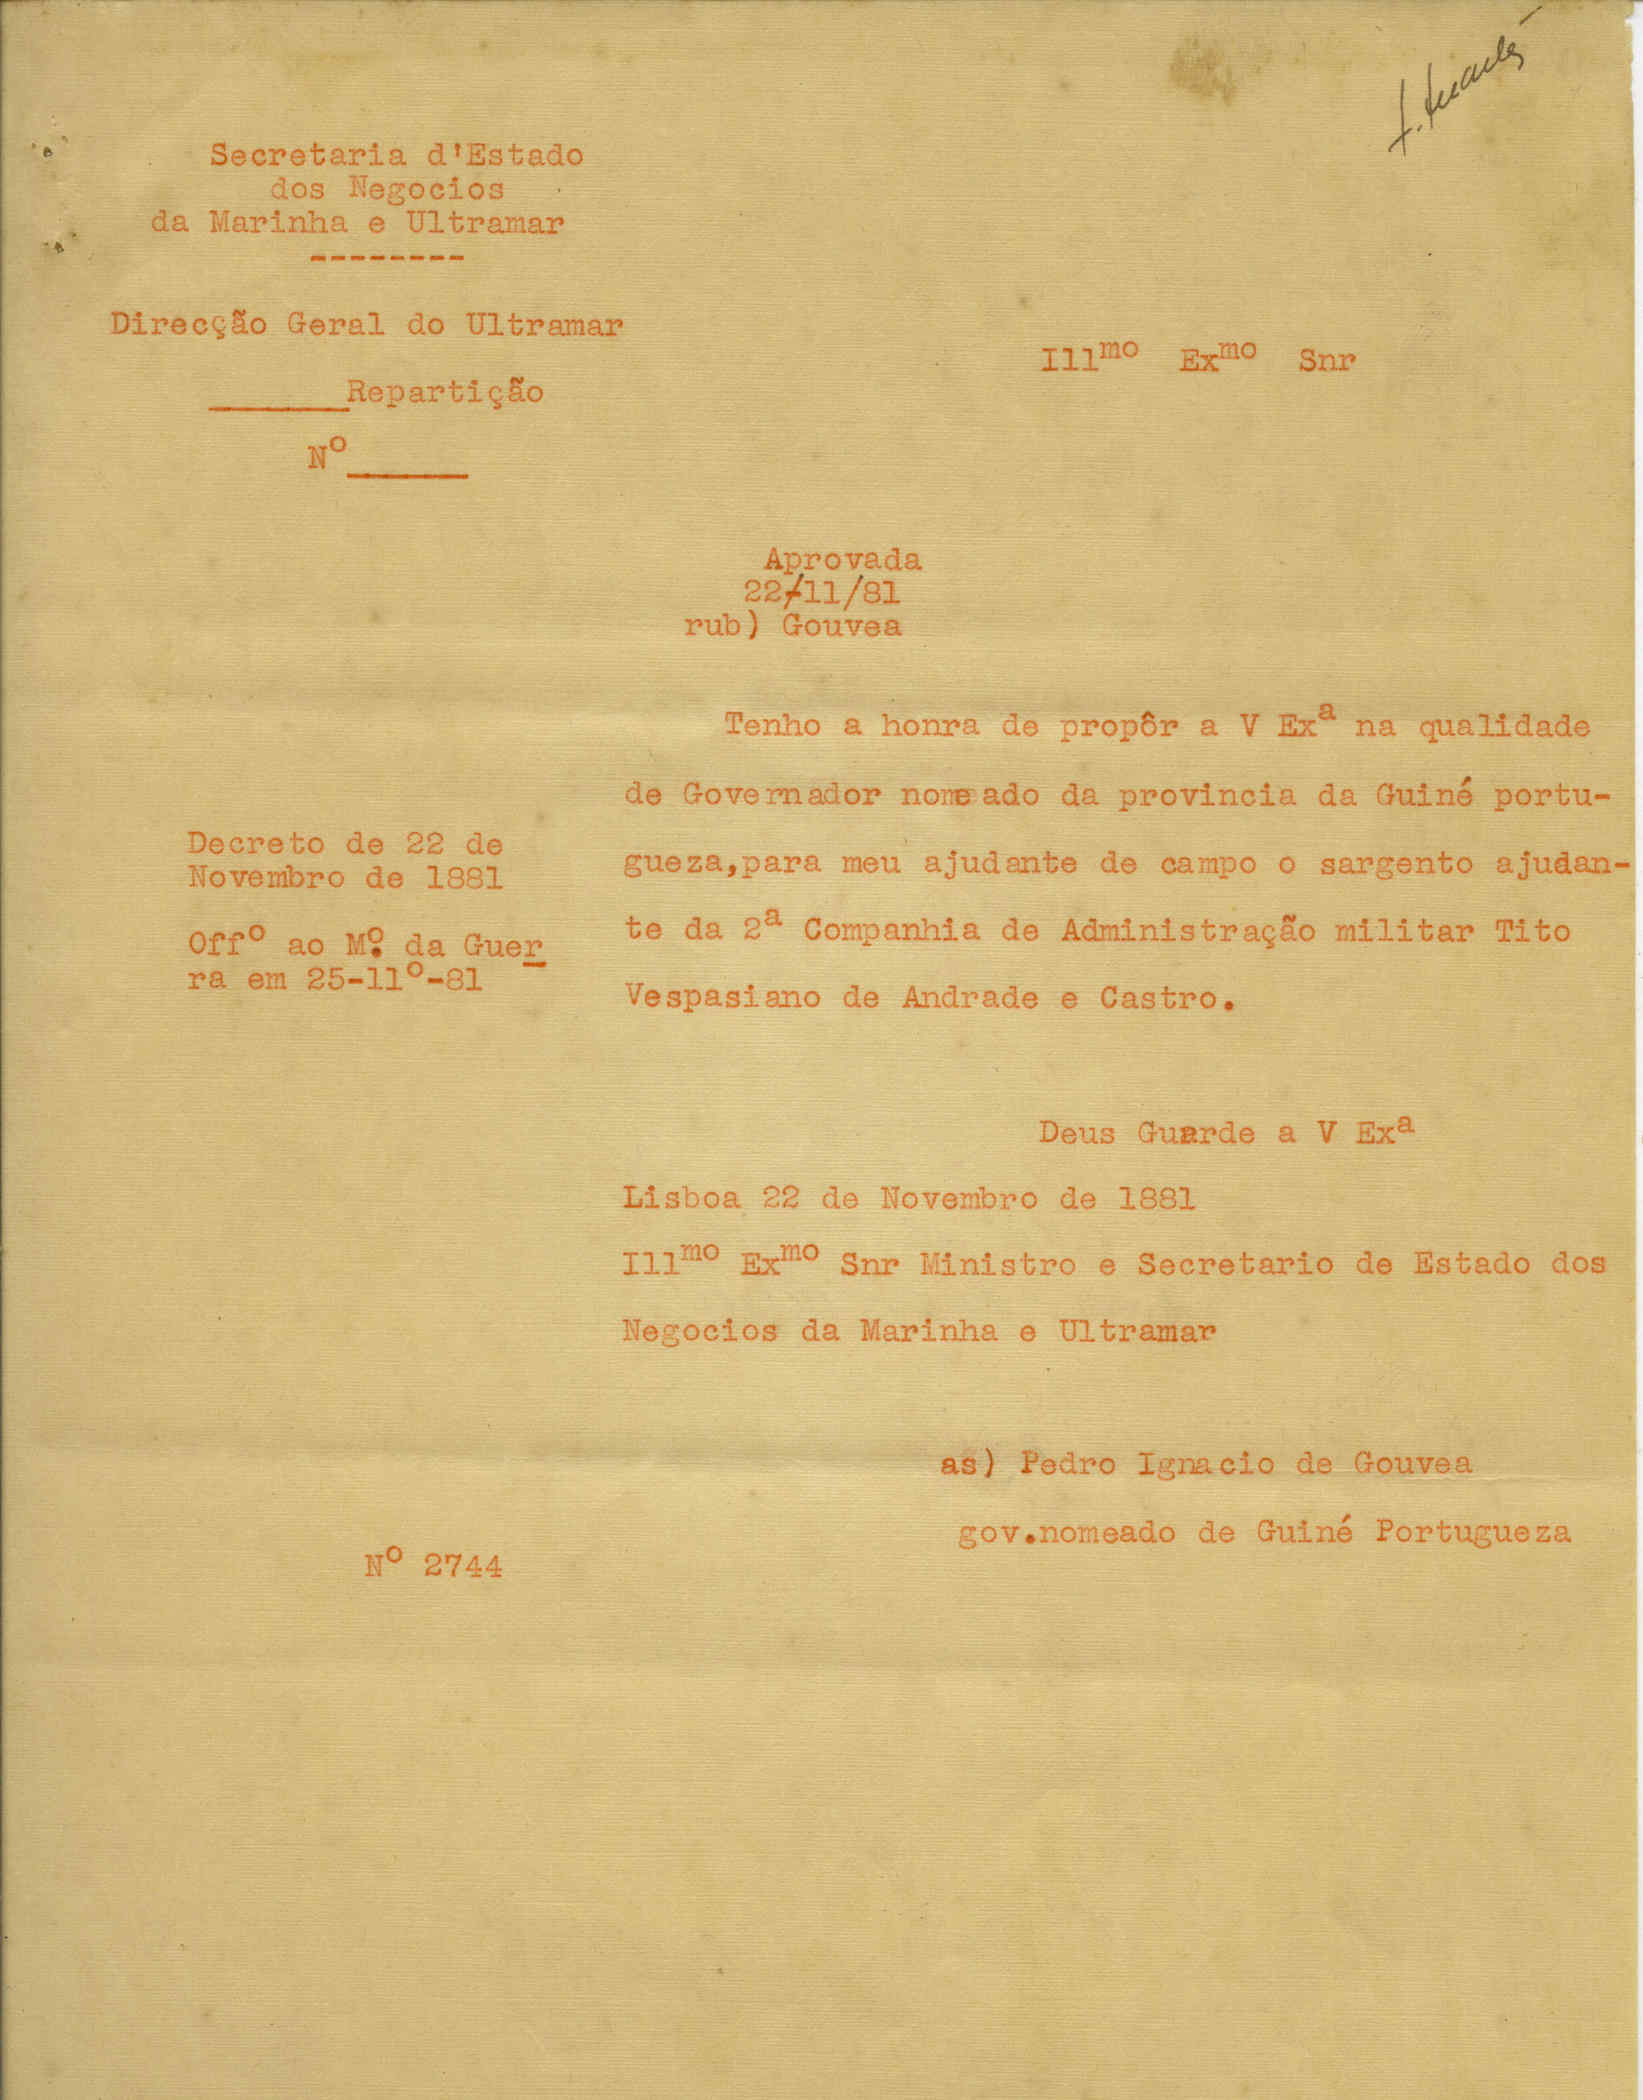 Secretaria d'Estado
dos Negocios
da Marinha e Ultramar
--------
Direcção Geral do Ultramar
Illmo Exmo Snr
_______Repartição
Nº______
Aprovada
22/11/81
rub) Gouvea
Tenho a honra de propôr a V Exª na qualidade
de Governador nomeado da provincia da Guiné portu-
gueza,para meu ajudante de campo o sargento ajudan-
te da 2ª Companhia de Administração militar Tito
Vespasiano de Andrade e Castro.
Decreto de 22 de
Novembro de 1881
Offº ao Mº. da Guer
ra em 25-11º-81
Deus Guarde a V Exª
Lisboa 22 de Novembro de 1881
Illmo Exmo Snr Ministro e Secretario de Estado dos
Negocios da Marinha e Ultramar
as) Pedro Ignacio de Gouvea
gov.nomeado de Guiné Portugueza
Nº 2744